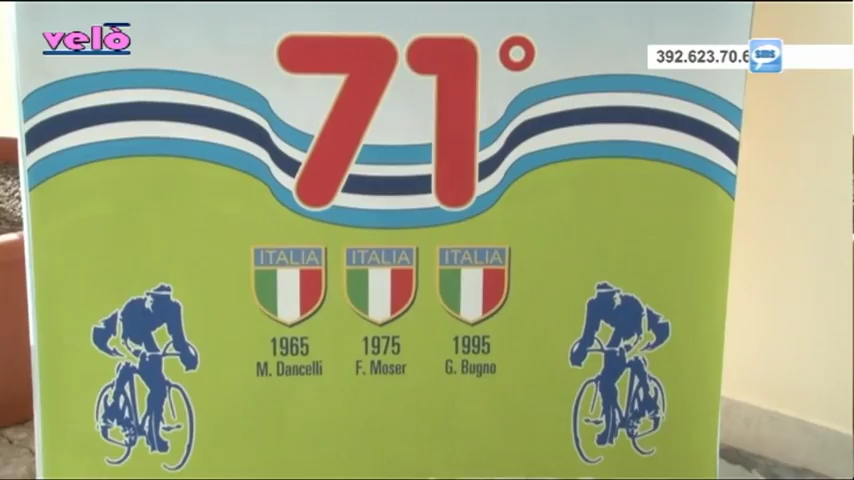 velò
392.623.70.6
sms
71°
ITALIA ITALIA ITALIA
1965 1975 1995
M. Dancelli F. Moser G. Bugno